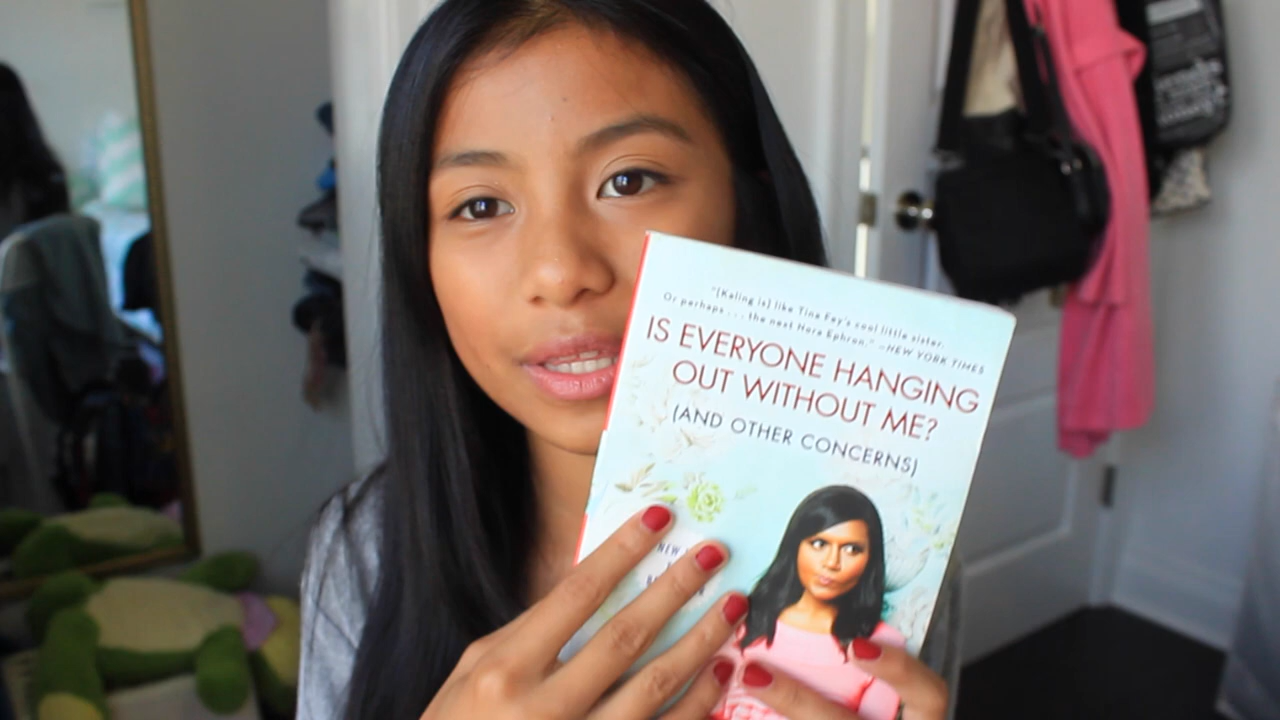 "[Kaling is] like Tina Fey's cool little sister.
Or perhaps . . . the next Nora Ephron." —NEW YORK TIMES
IS EVERYONE HANGING
OUT WITHOUT ME?
(AND OTHER CONCERNS)
NEW